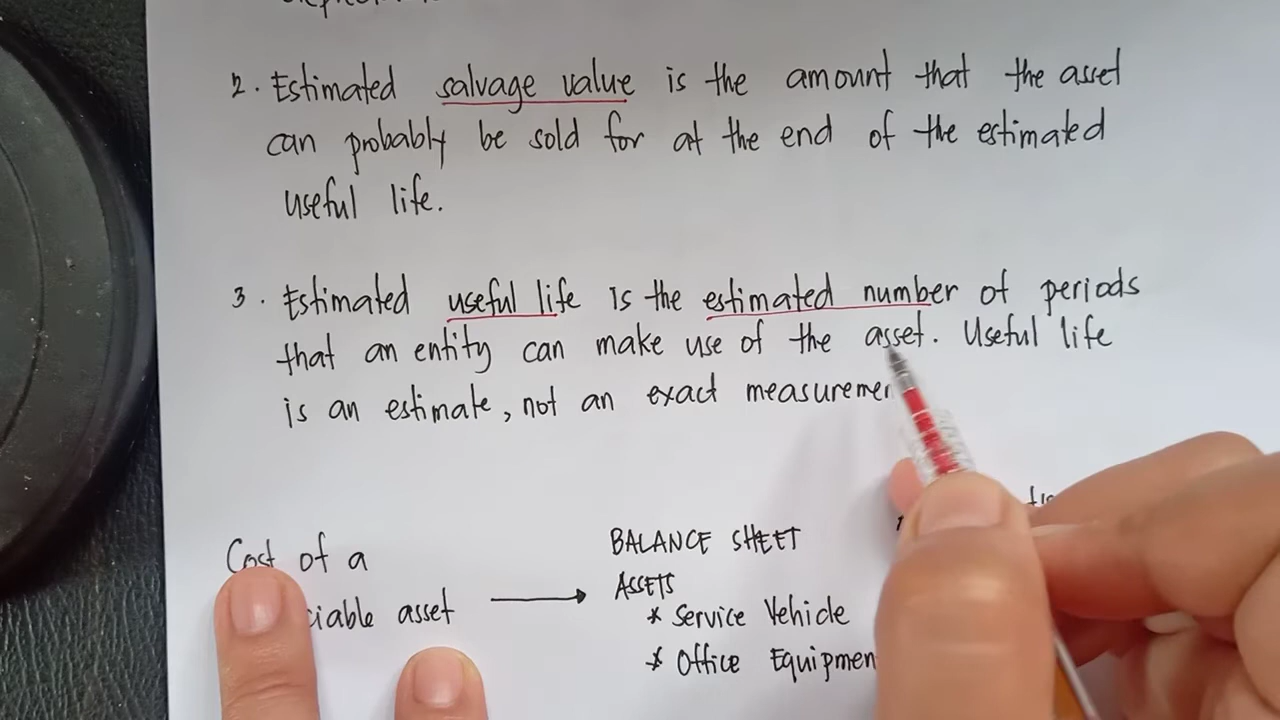 2. Estimated salvage value is the amount that the asset
can probably be sold for at the end of the estimated
useful life.
3. Estimated useful life is the estimated number of periods
that an entity can make use of the asset. Useful life
is an estimate, not an exact measuremen
Cost of a
iable asset
BALANCE SHEET
ASSETS
* Service Vehicle
* Office Equipmen